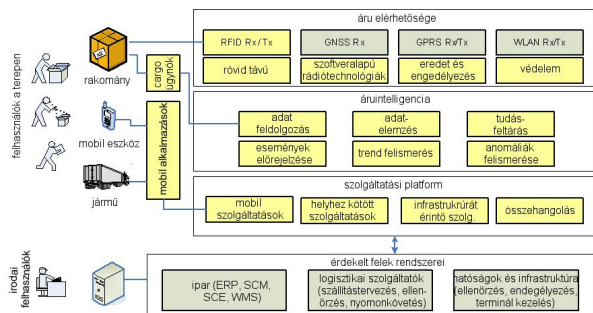 áru elérhetősége
RFID Rx / Tx
GNSS Rx
GPRS Rx/Tx
WLAN Rx/Tx
rövid távú
szoftveralapú
rádiótechnológiák
eredet és
engedélyezés
védelem
felhasználók a terepen
rakomány
cargo
ügynök
mobil eszköz
mobil alkalmazások
jármű
áruintelligencia
adat
feldolgozás
adat-
elemzés
tudás-
feltárás
események
előrejelzése
trend felismerés
anomáliák
felismerése
szolgáltatási platform
mobil
szolgáltatások
helyhez kötött
szolgáltatások
infrastrukrúrát
érintő szolg.
összehangolás
irodai
felhasználók
érdekelt felek rendszerei
ipar (ERP, SCM,
SCE, WMS)
logisztikai szolgáltatók
(szállítástervezés, ellen-
őrzés, nyomonkövetés)
hatóságok és infrastruktúra
(ellenőrzés, endegélyezés,
terminál kezelés)